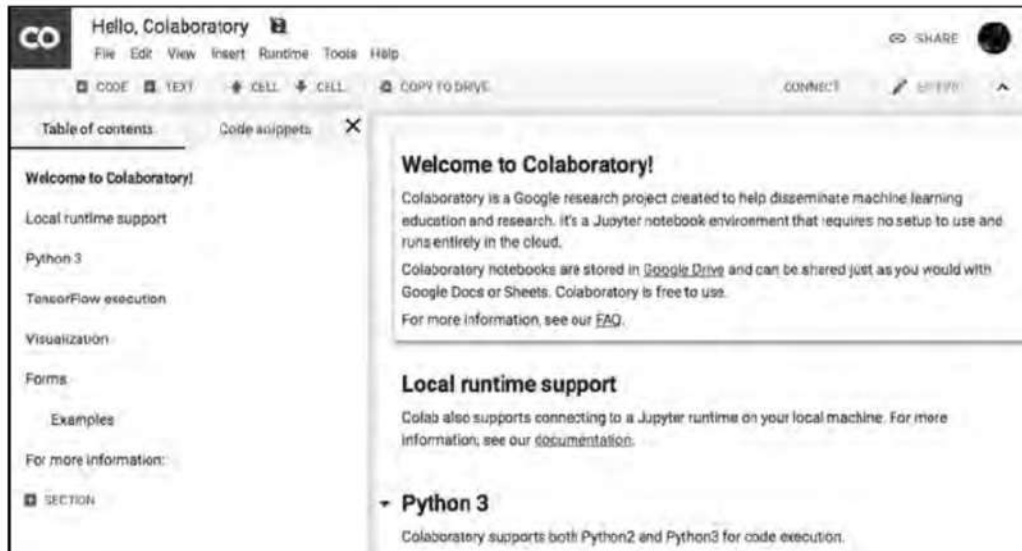 CO
Hello, Colaboratory
File Edit View Insert Runtime Tools Help
SHARE
CODE TEXT CELL CELL COPY TO DRIVE
CONNECT
Table of contents
Code snippets
Welcome to Colaboratory!
Local runtime support
Python 3
TensorFlow execution
Visualization
Forms
Examples
For more information:
SECTION
Welcome to Colaboratory!
Colaboratory is a Google research project created to help disseminate machine learning
education and research. It's a Jupyter notebook environment that requires no setup to use and
runs entirely in the cloud.
Colaboratory notebooks are stored in Google Drive and can be shared just as you would with
Google Docs or Sheets. Colaboratory is free to use.
For more information, see our FAQ.
Local runtime support
Colab also supports connecting to a Jupyter runtime on your local machine. For more
information, see our documentation.
Python 3
Colaboratory supports both Python2 and Python3 for code execution.